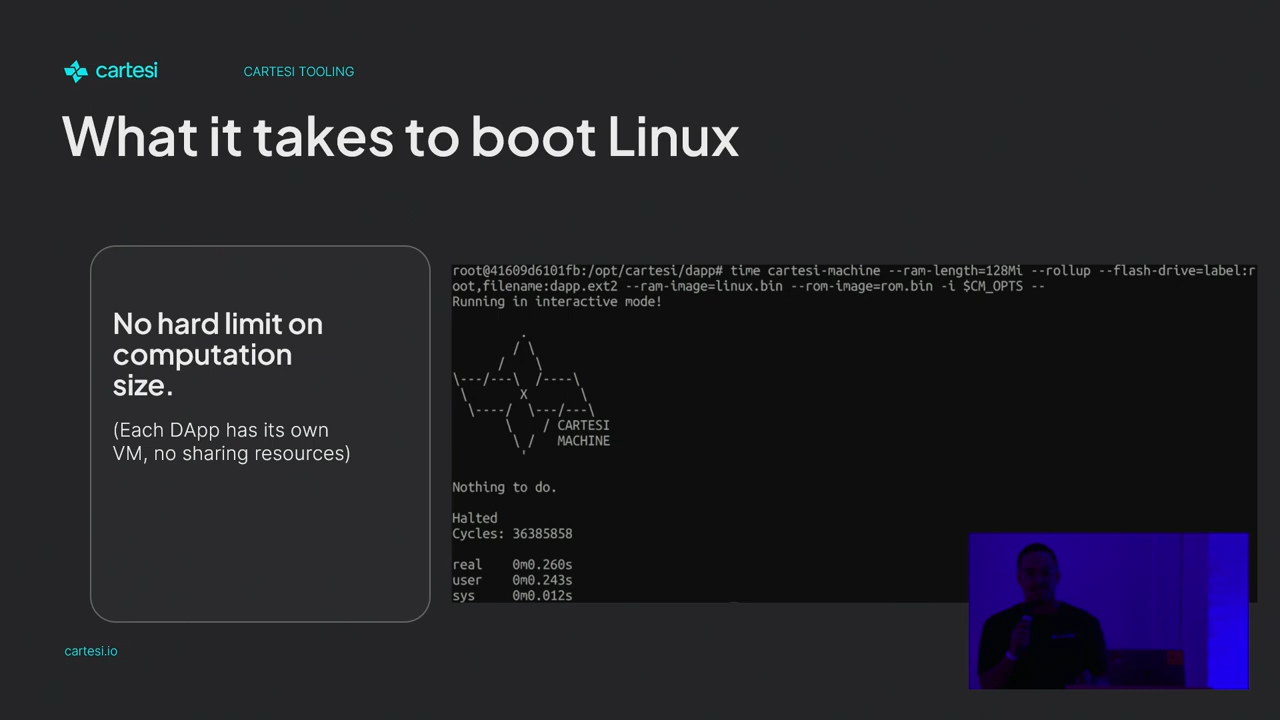 cartesi
CARTESI TOOLING
What it takes to boot Linux
No hard limit on
computation
size.
(Each DApp has its own
VM, no sharing resources)
root@41609d6101fb:/opt/cartesi/dapp# time cartesi-machine --ram-length=128Mi --rollup --flash-drive=label:r
oot,filename:dapp.ext2 --ram-image=linux.bin --rom-image=rom.bin -i $CM_OPTS --
Running in interactive mode!
         .
        / \
      /    \
\---/---\  /----\
 \       X       \
  \----/  \---/---\
       \    / CARTESI
        \ /   MACHINE
         '
Nothing to do.
Halted
Cycles: 36385858
real    0m0.260s
user    0m0.243s
sys     0m0.012s
cartesi.io